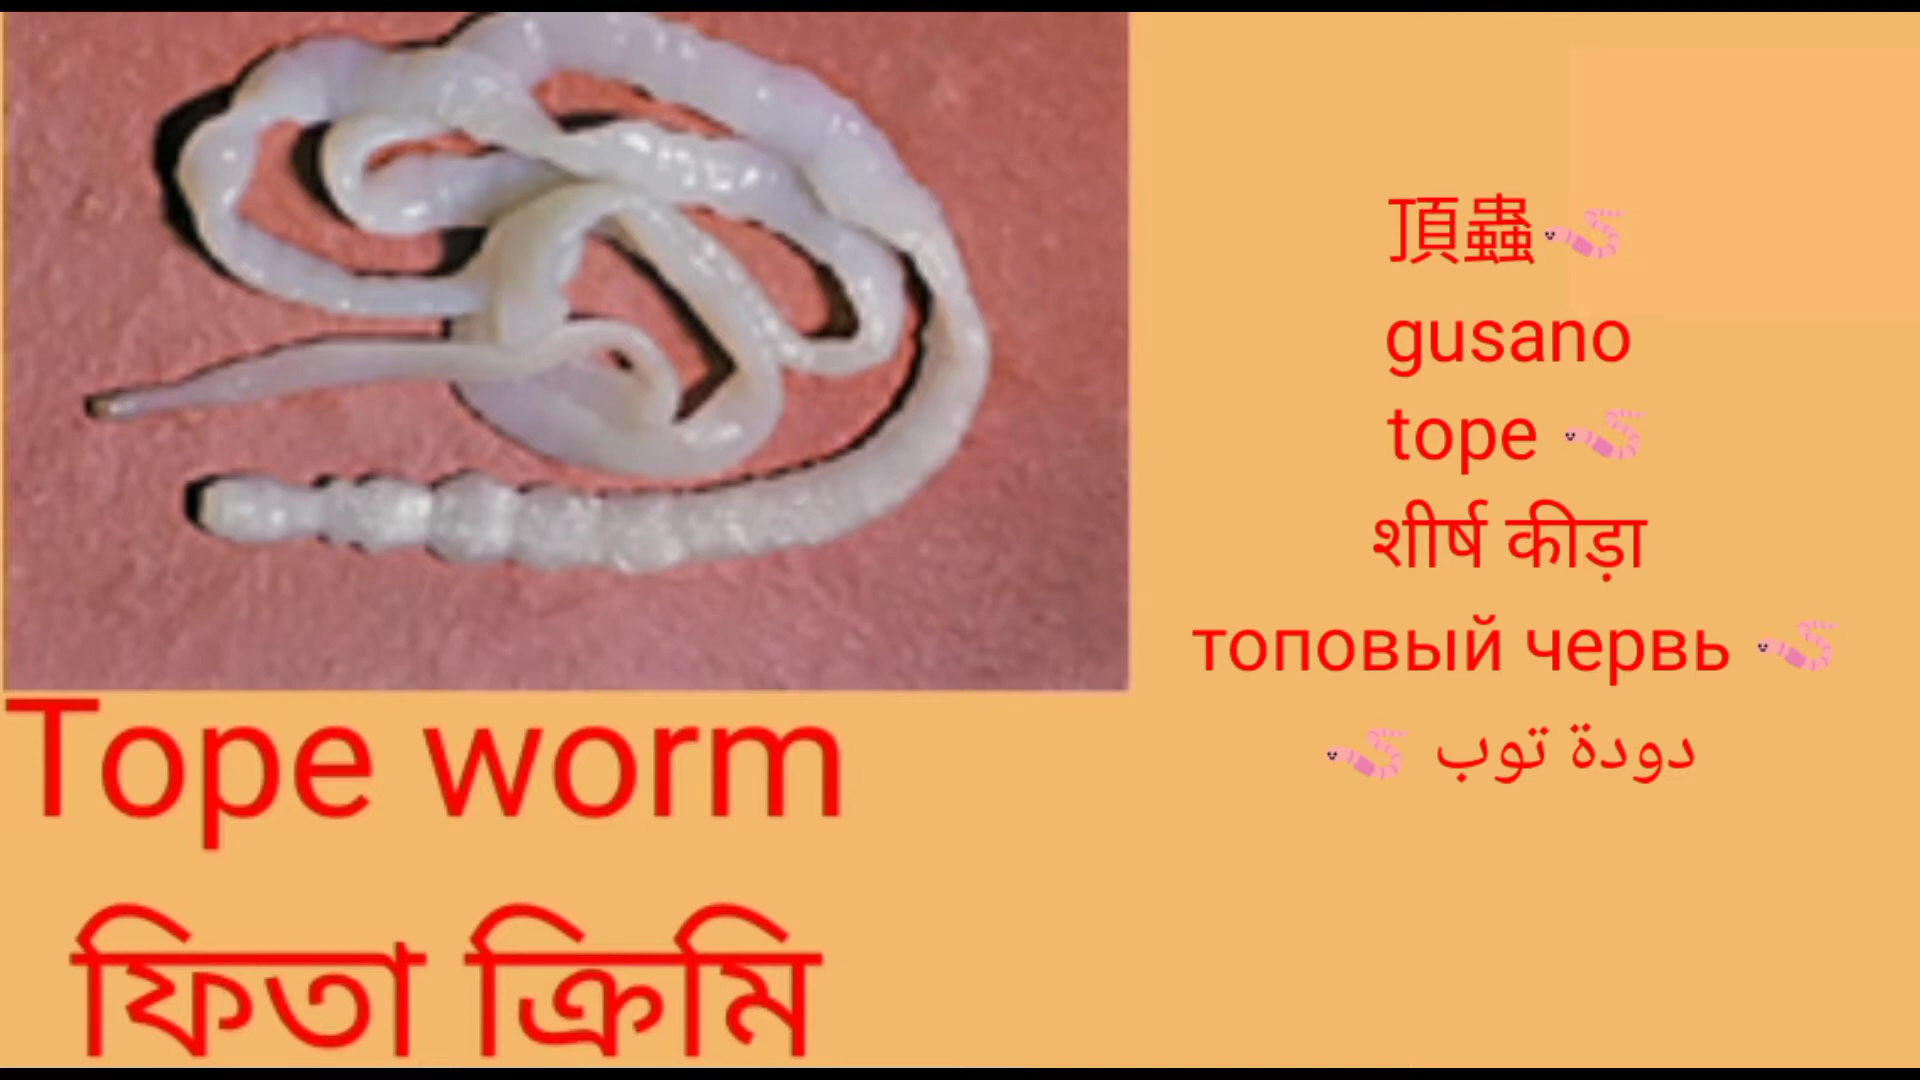 頂蟲🪱
gusano
tope 🪱
शीर्ष कीड़ा
топовый червь 🪱
دودة توب 🪱
Tope worm
ফিতা ক্রিমি